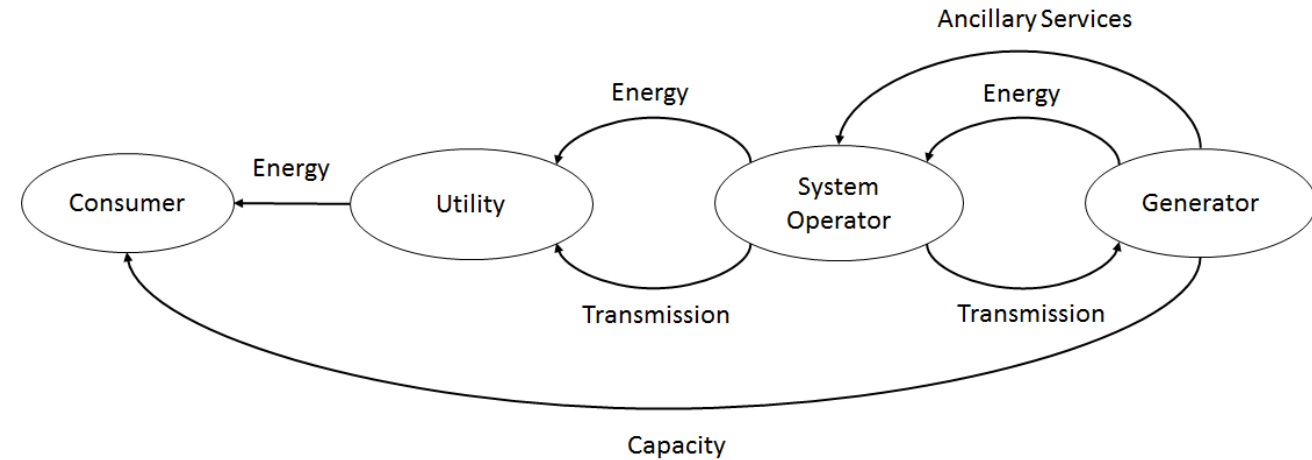 Ancillary Services
Energy
Energy
Energy
Consumer
Utility
System
Operator
Generator
Transmission
Transmission
Capacity